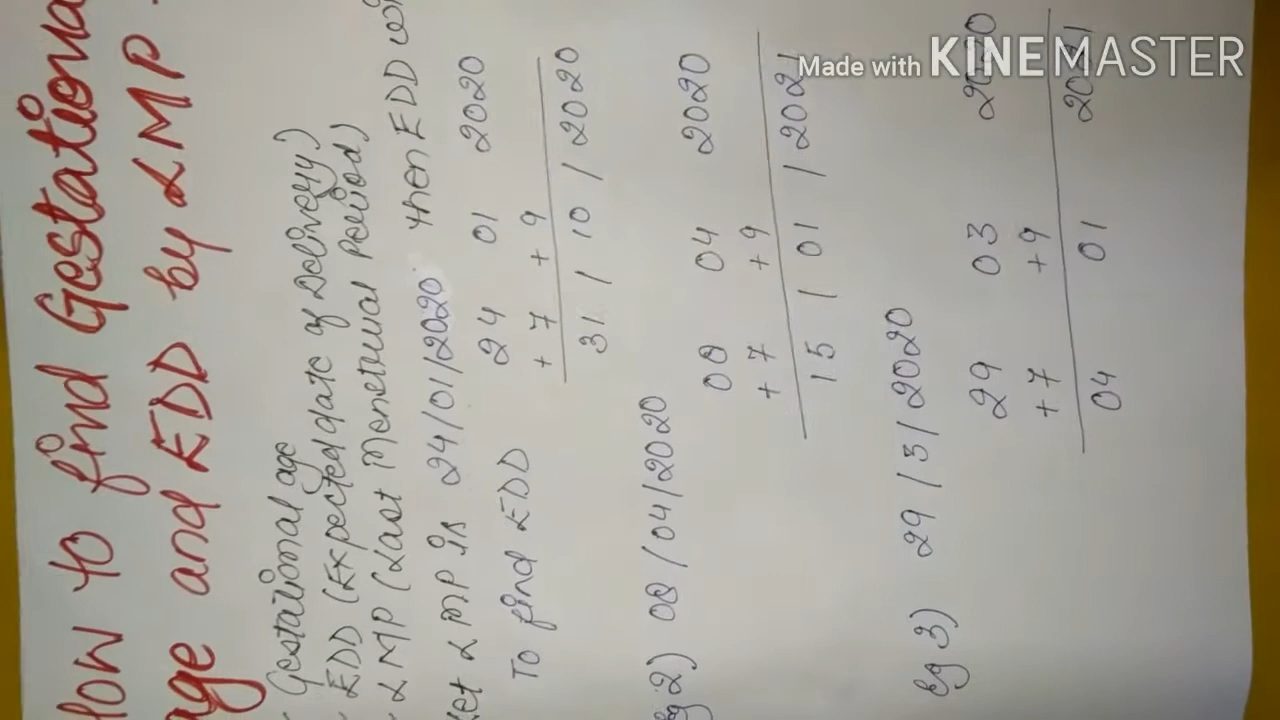 How to find Gestational
age and EDD by LMP.
Gestational age
EDD (Expected date of Delivery)
LMP (Last Menstrual Period)
Let LMP is 24/01/2020 then EDD
To find EDD
24 01 2020
+ 7 + 9
31 / 10 / 2020
2) 08/04/2020
08 04 2020
+ 7 + 9
15 / 01 / 2021
Eg 3) 29/3/2020
29 03 2020
+7 +9
04 01 2021
Made with KINEMASTER